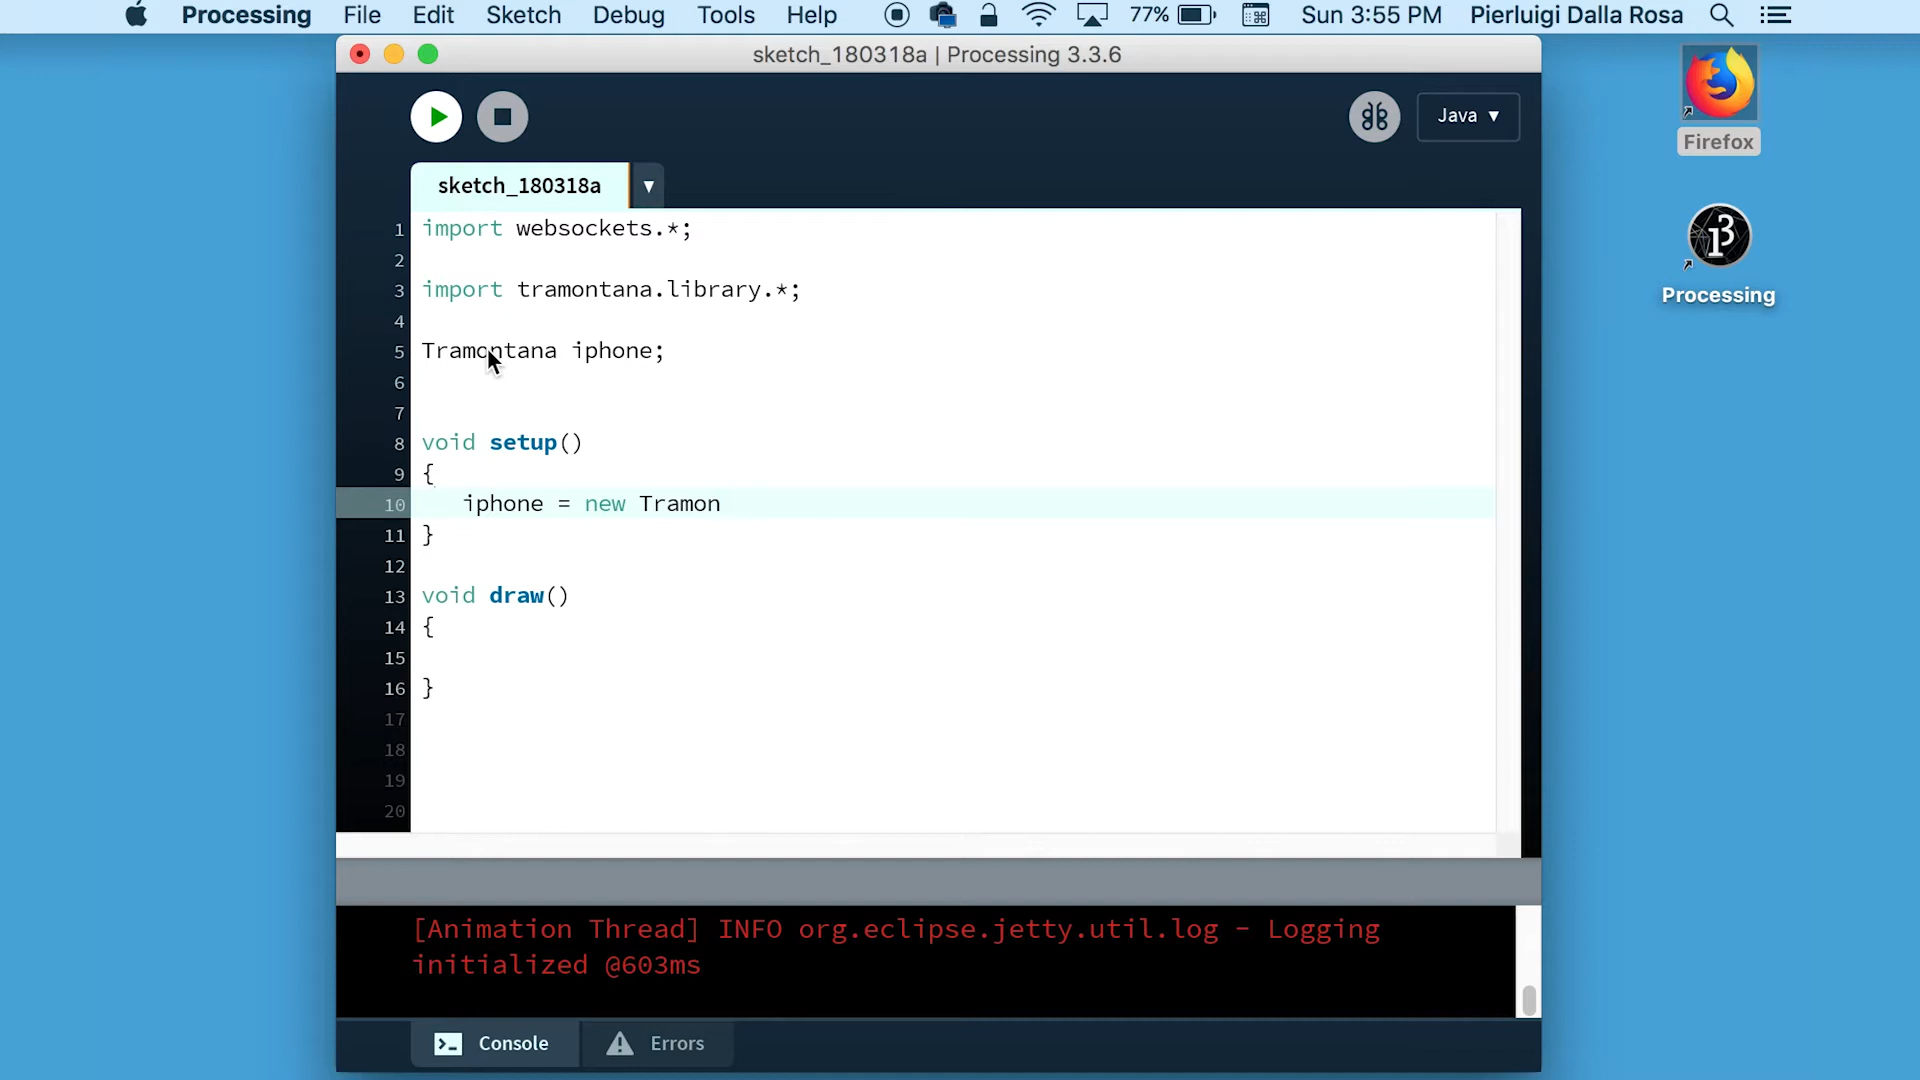 Processing File Edit Sketch Debug Tools Help 77% Sun 3:55 PM Pierluigi Dalla Rosa
sketch_180318a | Processing 3.3.6
Java ▼
sketch_180318a ▼
1 import websockets.*;
2
3 import tramontana.library.*;
4
5 Tramontana iphone;
6
7
8 void setup()
9 {
10 iphone = new Tramon
11 }
12
13 void draw()
14 {
15
16 }
17
18
19
20
[Animation Thread] INFO org.eclipse.jetty.util.log - Logging
initialized @603ms
Console Errors
Firefox
Processing